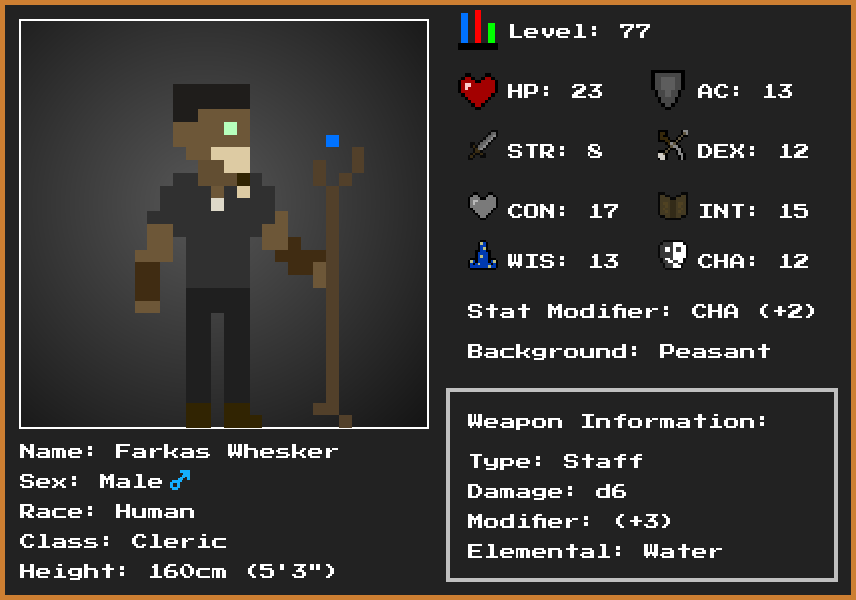 Level: 77
HP: 23
AC: 13
STR: 8
DEX: 12
CON: 17
INT: 15
WIS: 13
CHA: 12
Stat Modifier: CHA (+2)
Background: Peasant
Weapon Information:
Type: Staff
Damage: d6
Modifier: (+3)
Elemental: Water
Name: Farkas Whesker
Sex: Male ♂
Race: Human
Class: Cleric
Height: 160cm (5'3")